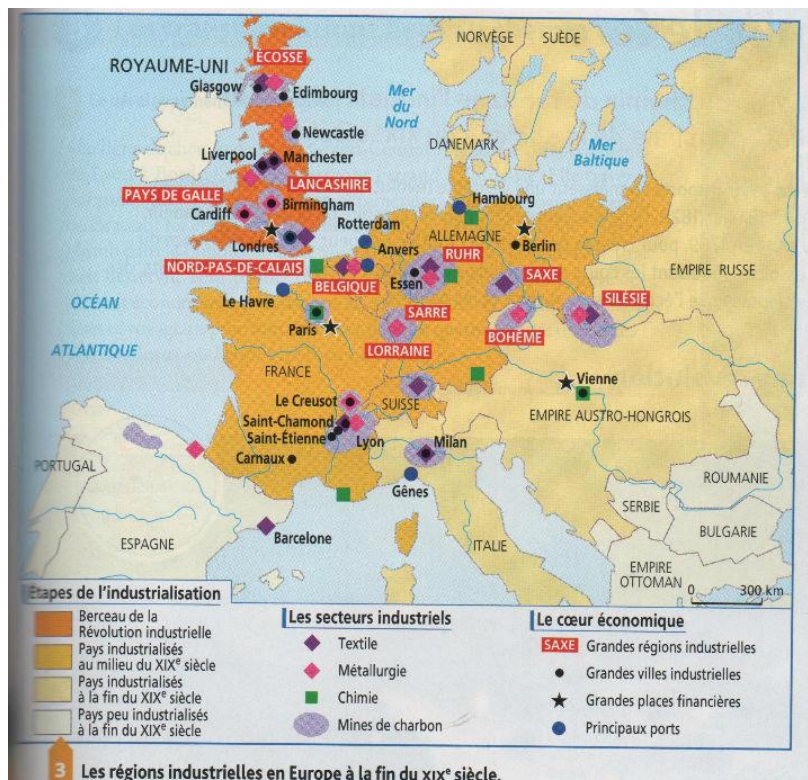 NORVÈGE
SUÈDE
ROYAUME-UNI
ÉCOSSE
Glasgow
Edimbourg
Mer
du
Nord
Newcastle
DANEMARK
Mer
Baltique
Liverpool
Manchester
LANCASHIRE
PAYS DE GALLE
Birmingham
Cardiff
Hambourg
Rotterdam
ALLEMAGNE
Berlin
Londres
Anvers
RUHR
EMPIRE RUSSE
NORD-PAS-DE-CALAIS
BELGIQUE
Essen
SAXE
SILÉSIE
OCÉAN
ATLANTIQUE
Le Havre
SARRE
BOHÊME
Paris
LORRAINE
FRANCE
Vienne
Le Creusot
SUISSE
EMPIRE AUSTRO-HONGROIS
Saint-Chamond
Saint-Étienne
Lyon
Milan
Carnaux
PORTUGAL
Gênes
ROUMANIE
SERBIE
Barcelone
ESPAGNE
ITALIE
BULGARIE
EMPIRE
OTTOMAN
0 300 km
Étapes de l'industrialisation
Berceau de la
Révolution industrielle
Pays industrialisés
au milieu du XIXe siècle
Pays industrialisés
à la fin du XIXe siècle
Pays peu industrialisés
à la fin du XIXe siècle
Les secteurs industriels
Textile
Métallurgie
Chimie
Mines de charbon
Le cœur économique
SAXE Grandes régions industrielles
Grandes villes industrielles
Grandes places financières
Principaux ports
3 Les régions industrielles en Europe à la fin du XIXe siècle.